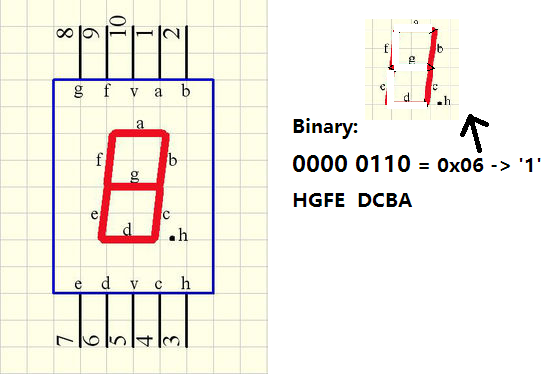 8 9 10 1 2
g f v a b
a
f b
g
e c
d h
e d v c h
7 6 5 4 3
f b
g
e c
d h
Binary:
0000 0110 = 0x06 -> '1'
HGFE DCBA